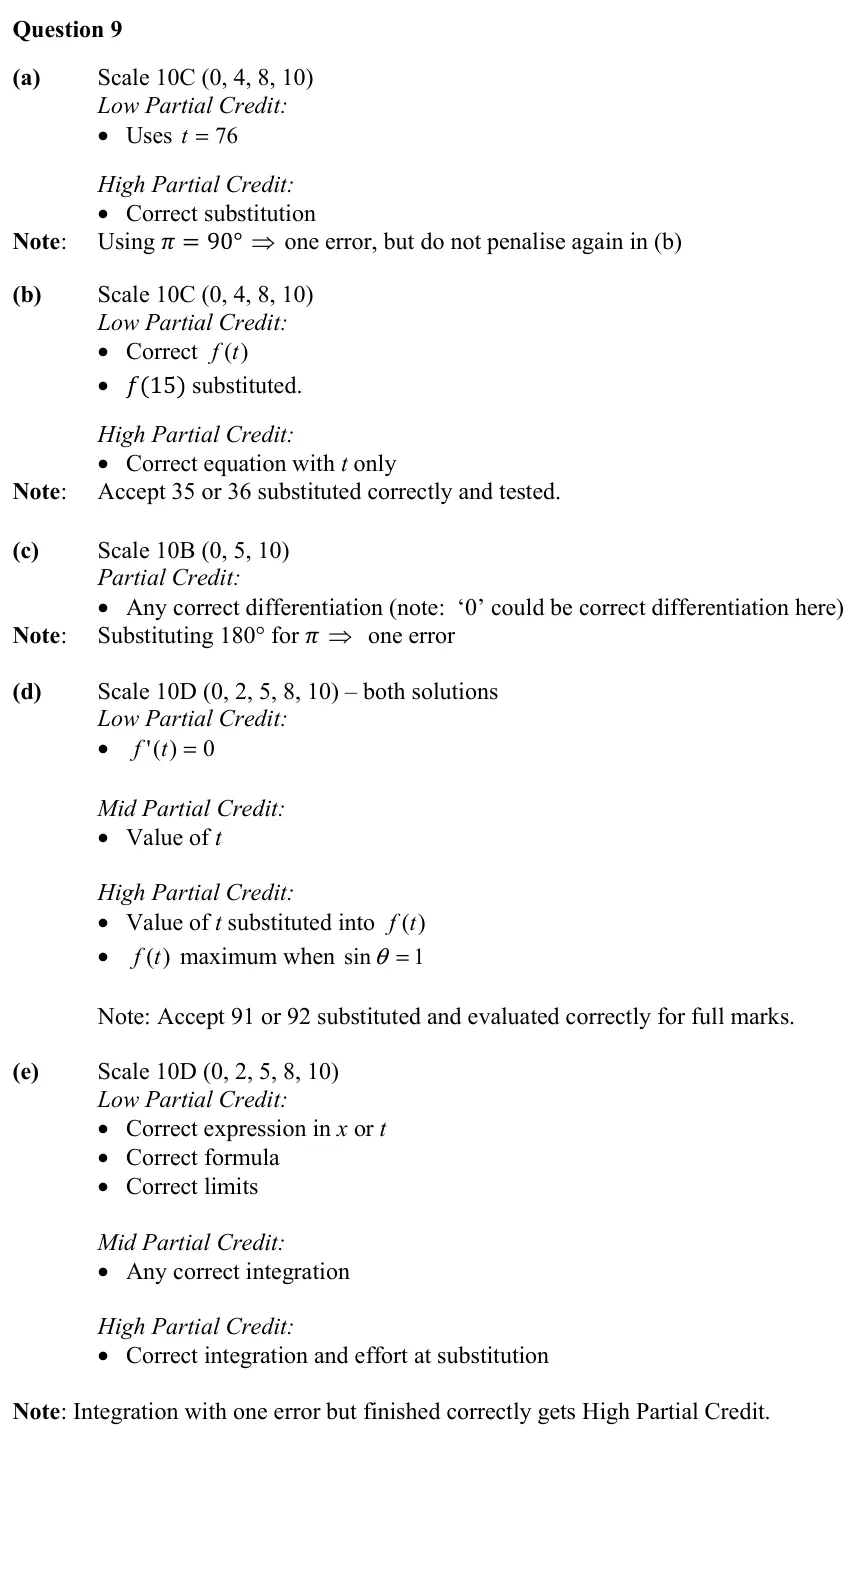 Question 9
(a) Scale 10C (0, 4, 8, 10)
Low Partial Credit:
• Uses t = 76
High Partial Credit:
• Correct substitution
Note: Using π = 90° ⇒ one error, but do not penalise again in (b)
(b) Scale 10C (0, 4, 8, 10)
Low Partial Credit:
• Correct f(t)
• f(15) substituted.
High Partial Credit:
• Correct equation with t only
Note: Accept 35 or 36 substituted correctly and tested.
(c) Scale 10B (0, 5, 10)
Partial Credit:
• Any correct differentiation (note: ‘0’ could be correct differentiation here)
Note: Substituting 180° for π ⇒ one error
(d) Scale 10D (0, 2, 5, 8, 10) – both solutions
Low Partial Credit:
• f'(t) = 0
Mid Partial Credit:
• Value of t
High Partial Credit:
• Value of t substituted into f(t)
• f(t) maximum when sin θ = 1
Note: Accept 91 or 92 substituted and evaluated correctly for full marks.
(e) Scale 10D (0, 2, 5, 8, 10)
Low Partial Credit:
• Correct expression in x or t
• Correct formula
• Correct limits
Mid Partial Credit:
• Any correct integration
High Partial Credit:
• Correct integration and effort at substitution
Note: Integration with one error but finished correctly gets High Partial Credit.